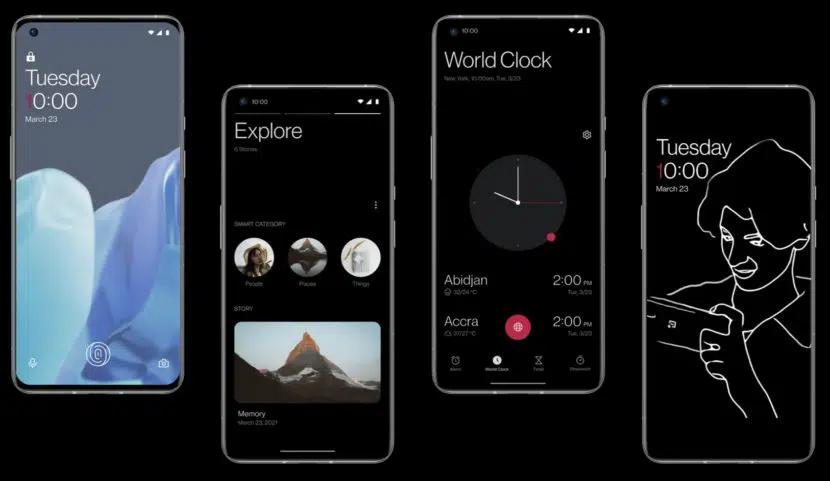 Tuesday
10:00
March 23
10:00
Explore
6 Stories
SMART CATEGORY
People
Places
Things
STORY
Memory
March 23, 2021
10:00
World Clock
New York, 10:00am, Tue, 3/23
Abidjan
2:00 PM
32/24 °C
Tue, 3/23
Accra
2:00 PM
Tue, 3/23
Alarm
World Clock
Timer
Stopwatch
Tuesday
10:00
March 23